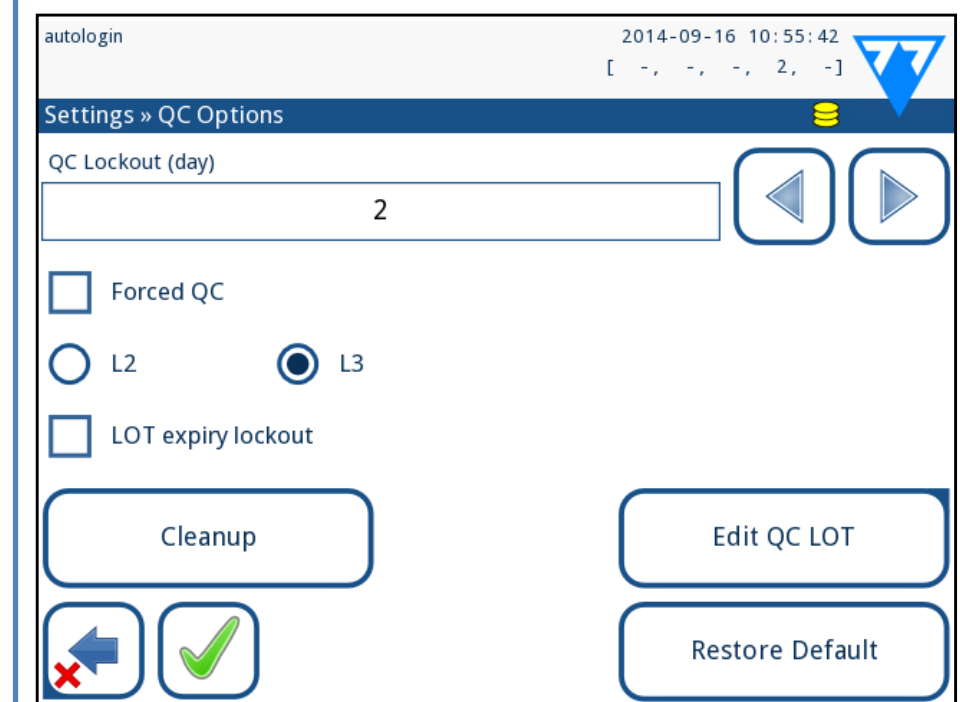 autologin
2014-09-16 10:55:42
[ -, -, -, 2, -]
Settings » QC Options
QC Lockout (day)
2
Forced QC
L2
L3
LOT expiry lockout
Cleanup
Edit QC LOT
Restore Default